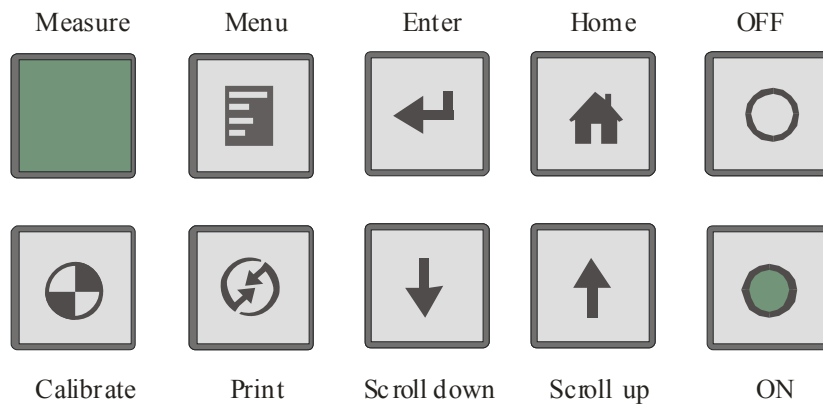 Measure Menu Enter Home OFF
Calibrate Print Scroll down Scroll up ON